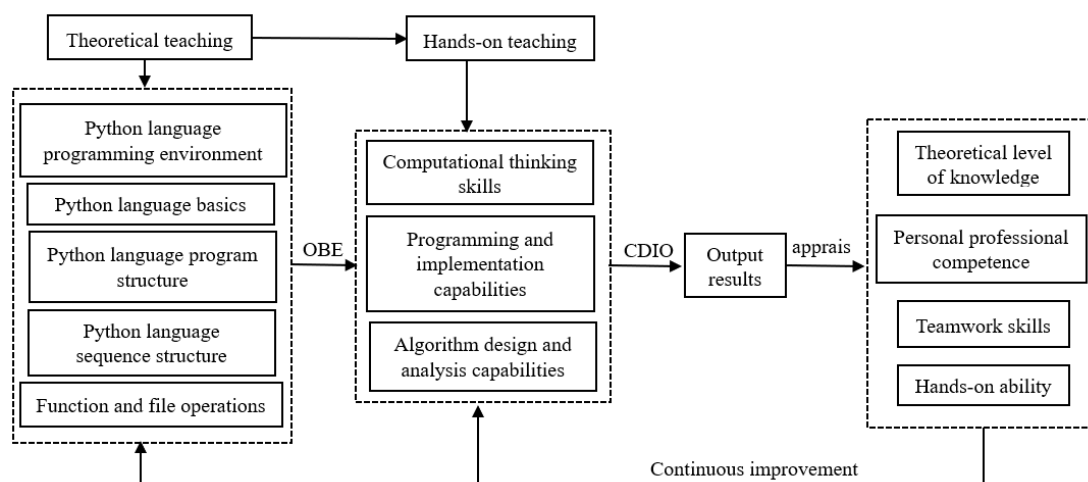 Theoretical teaching
Hands-on teaching
Python language
programming environment
Python language basics
Python language program
structure
Python language
sequence structure
Function and file operations
OBE
Computational thinking
skills
Programming and
implementation
capabilities
Algorithm design and
analysis capabilities
CDIO
Output
results
apprais
Theoretical level
of knowledge
Personal professional
competence
Teamwork skills
Hands-on ability
Continuous improvement